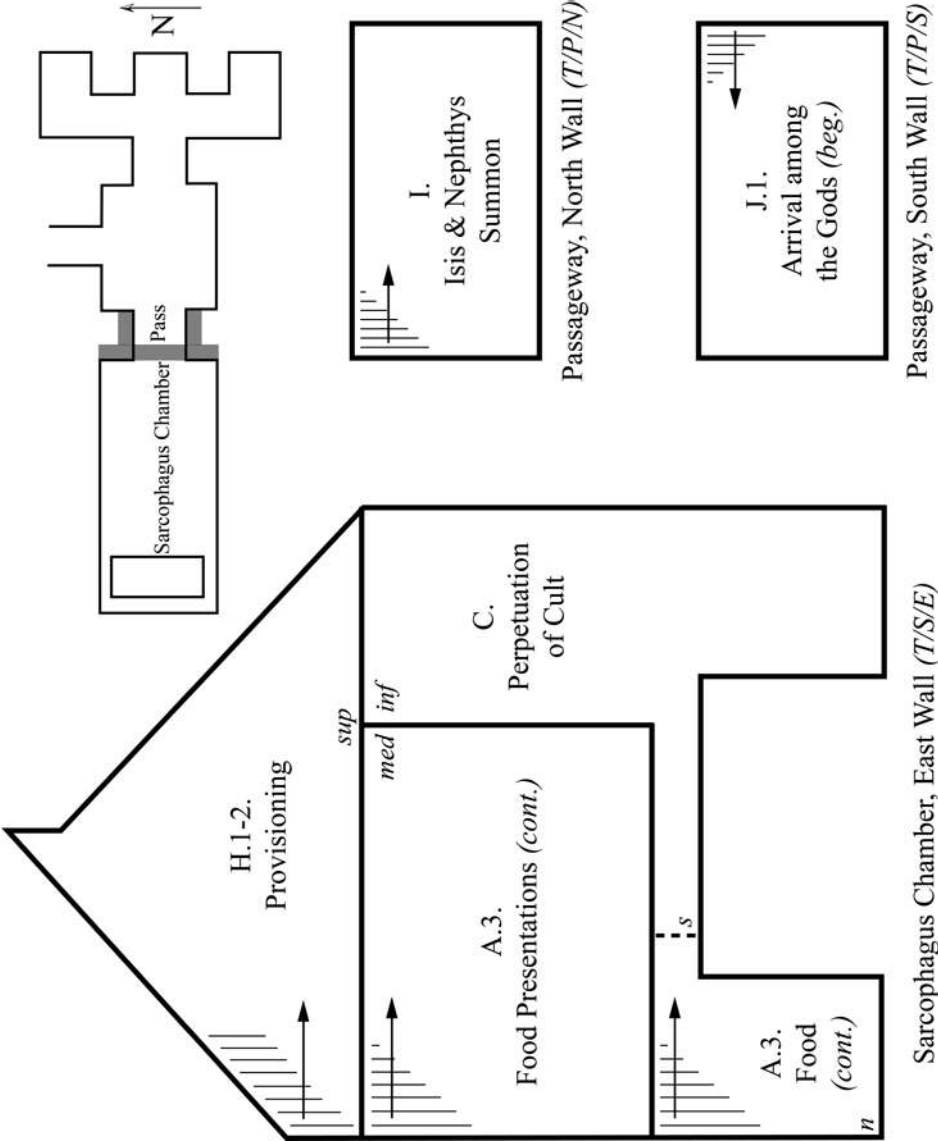 H.1-2.
Provisioning
sup
med
inf
A.3.
Food Presentations (cont.)
C.
Perpetuation
of Cult
s
A.3.
Food
(cont.)
n
Sarcophagus Chamber, East Wall (T/S/E)
N
Sarcophagus Chamber
Pass
I.
Isis & Nephthys
Summon
Passageway, North Wall (T/P/N)
J.1.
Arrival among
the Gods (beg.)
Passageway, South Wall (T/P/S)